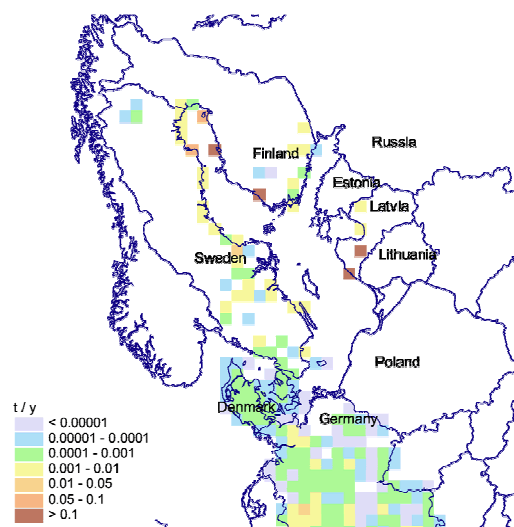 Russia
Finland
Estonia
Latvia
Sweden
Lithuania
Poland
Denmark
Germany
t / y
< 0.00001
0.00001 - 0.0001
0.0001 - 0.001
0.001 - 0.01
0.01 - 0.05
0.05 - 0.1
> 0.1